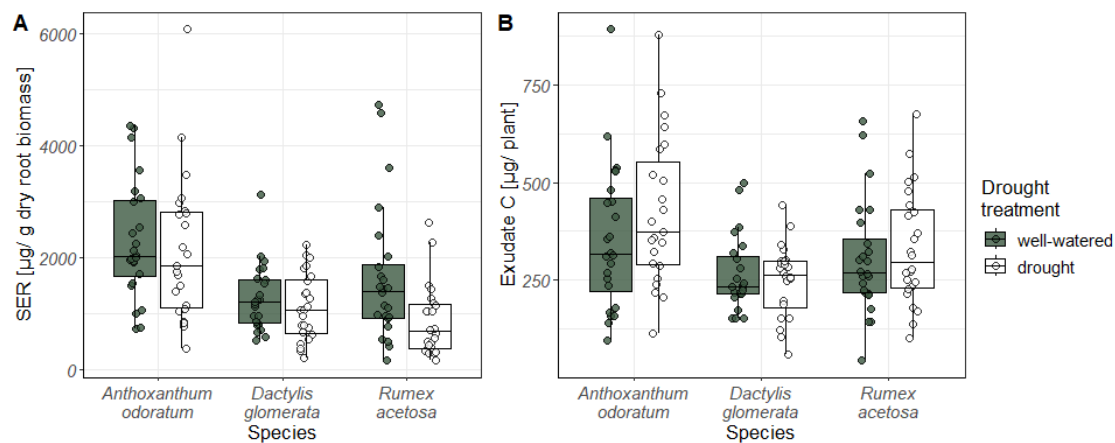 A
SER [µg/ g dry root biomass]
6000
4000
2000
0
Anthoxanthum
odoratum
Dactylis
glomerata
Rumex
acetosa
Species
B
Exudate C [µg/ plant]
750
500
250
Anthoxanthum
odoratum
Dactylis
glomerata
Rumex
acetosa
Species
Drought
treatment
well-watered
drought